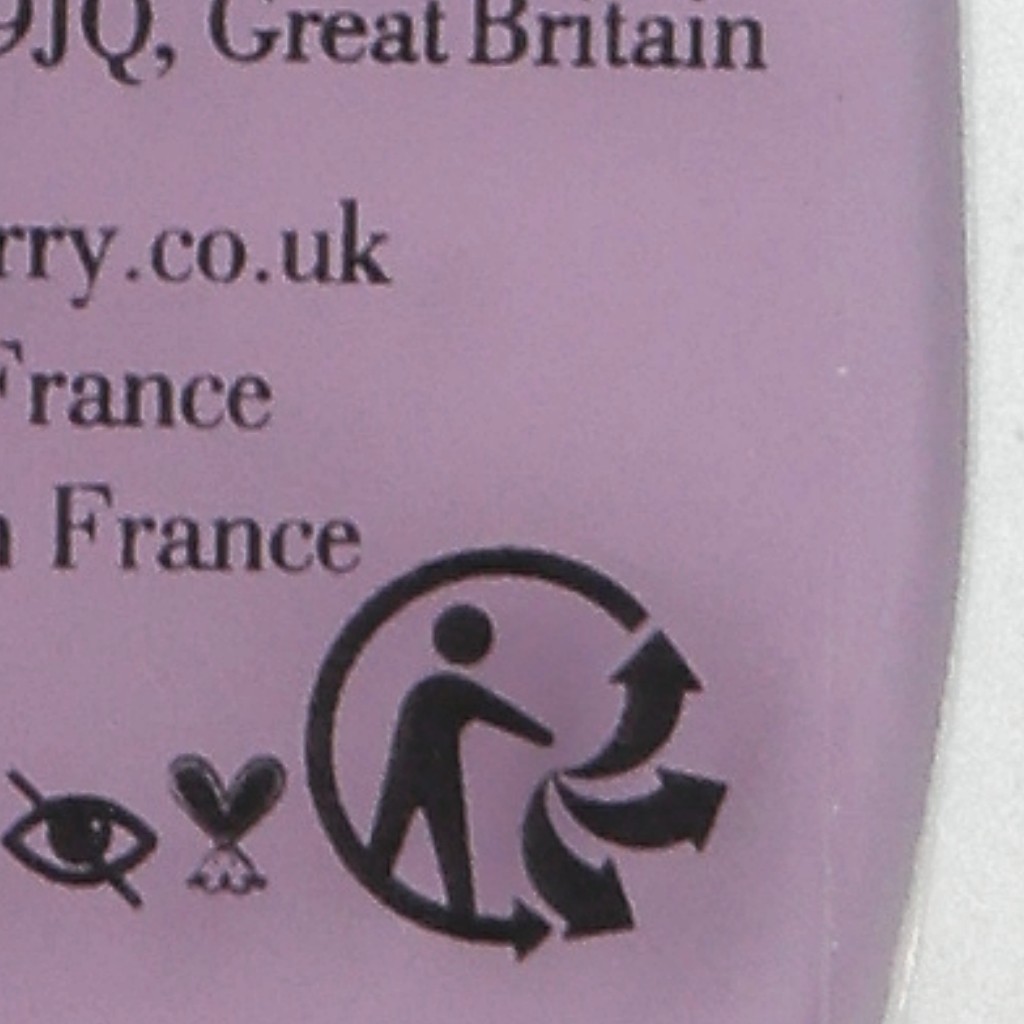 9JQ, Great Britain
rry.co.uk
France
n France